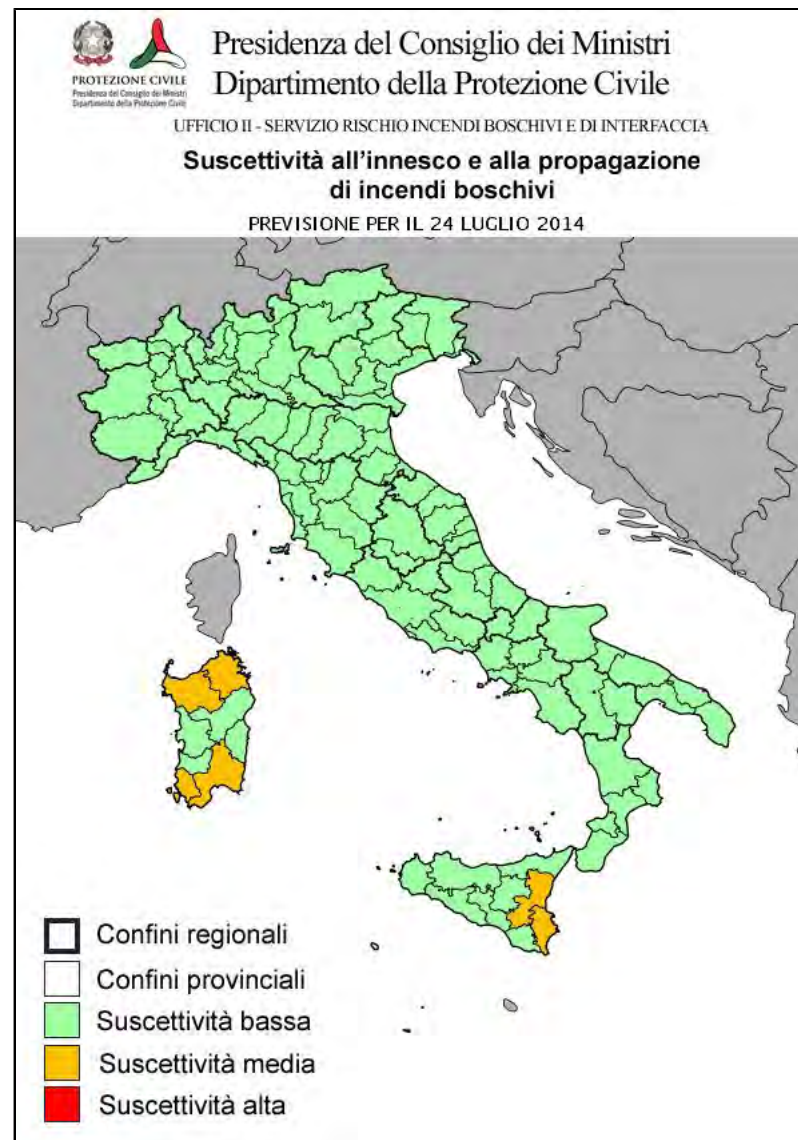 Presidenza del Consiglio dei Ministri
Dipartimento della Protezione Civile
PROTEZIONE CIVILE
Presidenza del Consiglio dei Ministri
Dipartimento della Protezione Civile
UFFICIO II - SERVIZIO RISCHIO INCENDI BOSCHIVI E DI INTERFACCIA
Suscettività all'innesco e alla propagazione
di incendi boschivi
PREVISIONE PER IL 24 LUGLIO 2014
Confini regionali
Confini provinciali
Suscettività bassa
Suscettività media
Suscettività alta